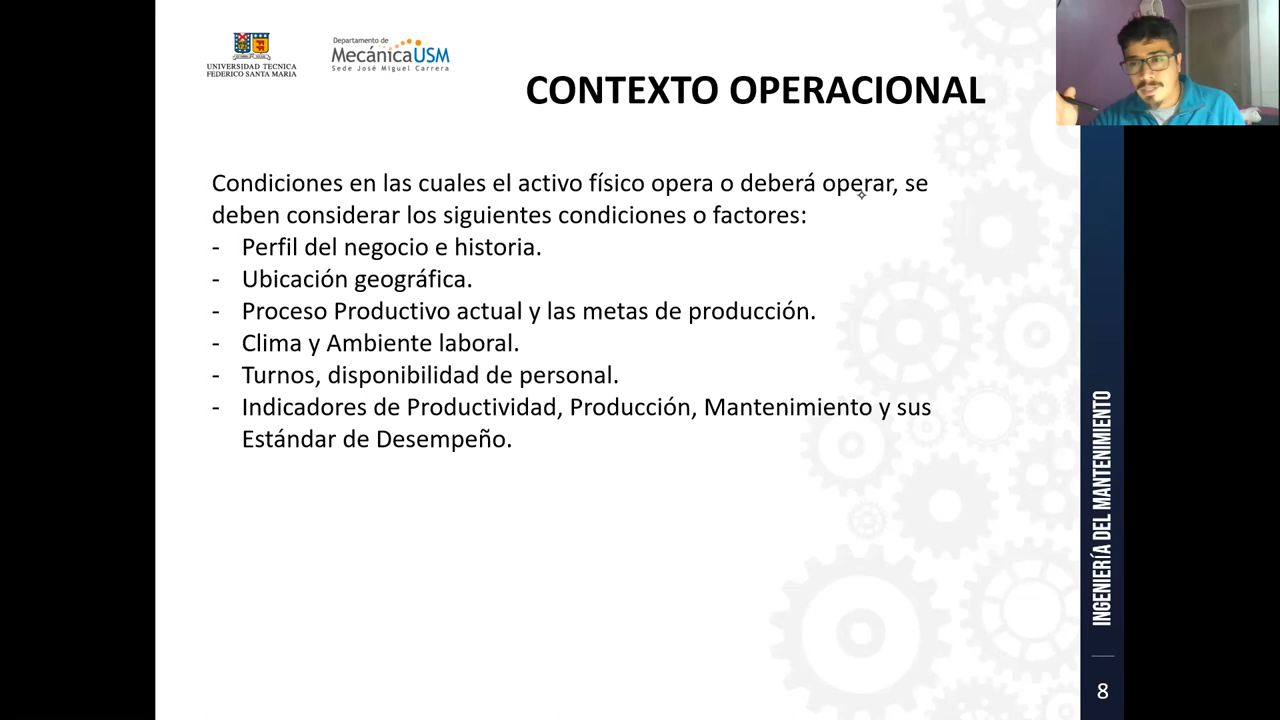 UNIVERSIDAD TECNICA
FEDERICO SANTA MARIA
Departamento de
MecánicaUSM
Sede José Miguel Carrera
CONTEXTO OPERACIONAL
Condiciones en las cuales el activo físico opera o deberá operar, se
deben considerar los siguientes condiciones o factores:
- Perfil del negocio e historia.
- Ubicación geográfica.
- Proceso Productivo actual y las metas de producción.
- Clima y Ambiente laboral.
- Turnos, disponibilidad de personal.
- Indicadores de Productividad, Producción, Mantenimiento y sus
Estándar de Desempeño.
INGENIERÍA DEL MANTENIMIENTO
8